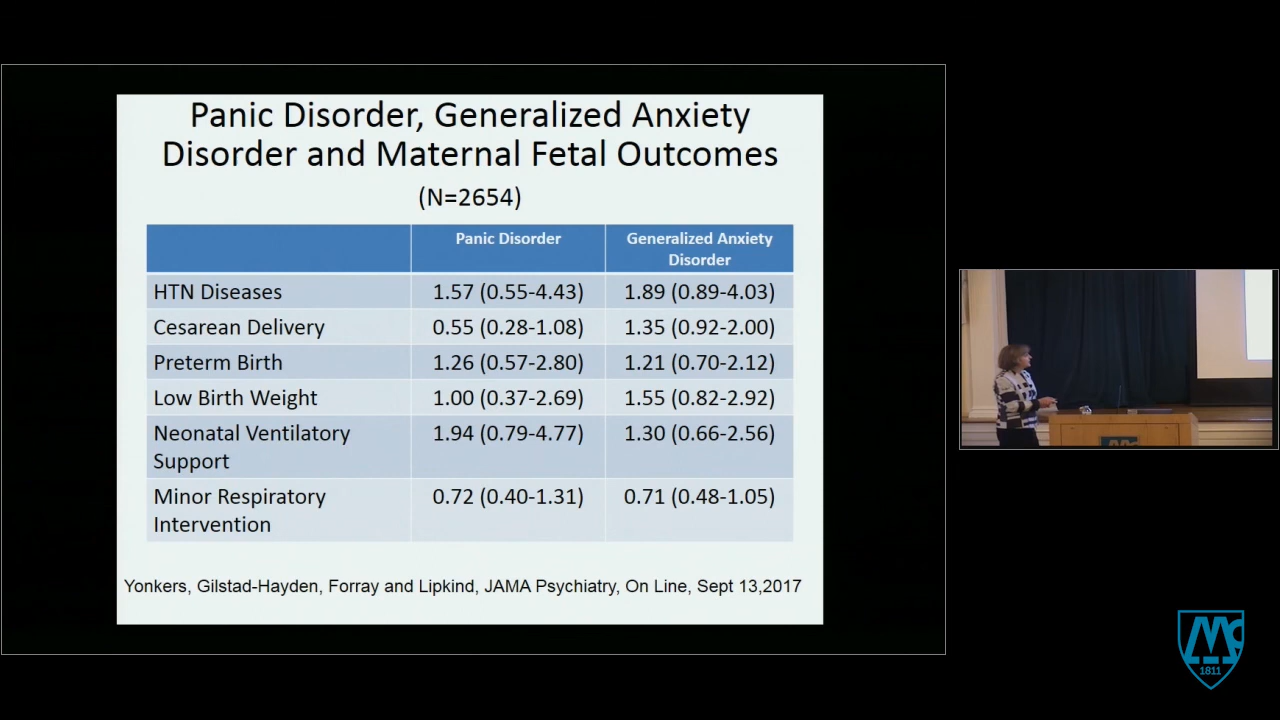 Panic Disorder, Generalized Anxiety
Disorder and Maternal Fetal Outcomes
(N=2654)
Panic Disorder
Generalized Anxiety
Disorder
HTN Diseases 1.57 (0.55-4.43) 1.89 (0.89-4.03)
Cesarean Delivery 0.55 (0.28-1.08) 1.35 (0.92-2.00)
Preterm Birth 1.26 (0.57-2.80) 1.21 (0.70-2.12)
Low Birth Weight 1.00 (0.37-2.69) 1.55 (0.82-2.92)
Neonatal Ventilatory 1.94 (0.79-4.77) 1.30 (0.66-2.56)
Support
Minor Respiratory 0.72 (0.40-1.31) 0.71 (0.48-1.05)
Intervention
Yonkers, Gilstad-Hayden, Forray and Lipkind, JAMA Psychiatry, On Line, Sept 13,2017
Mc
1811